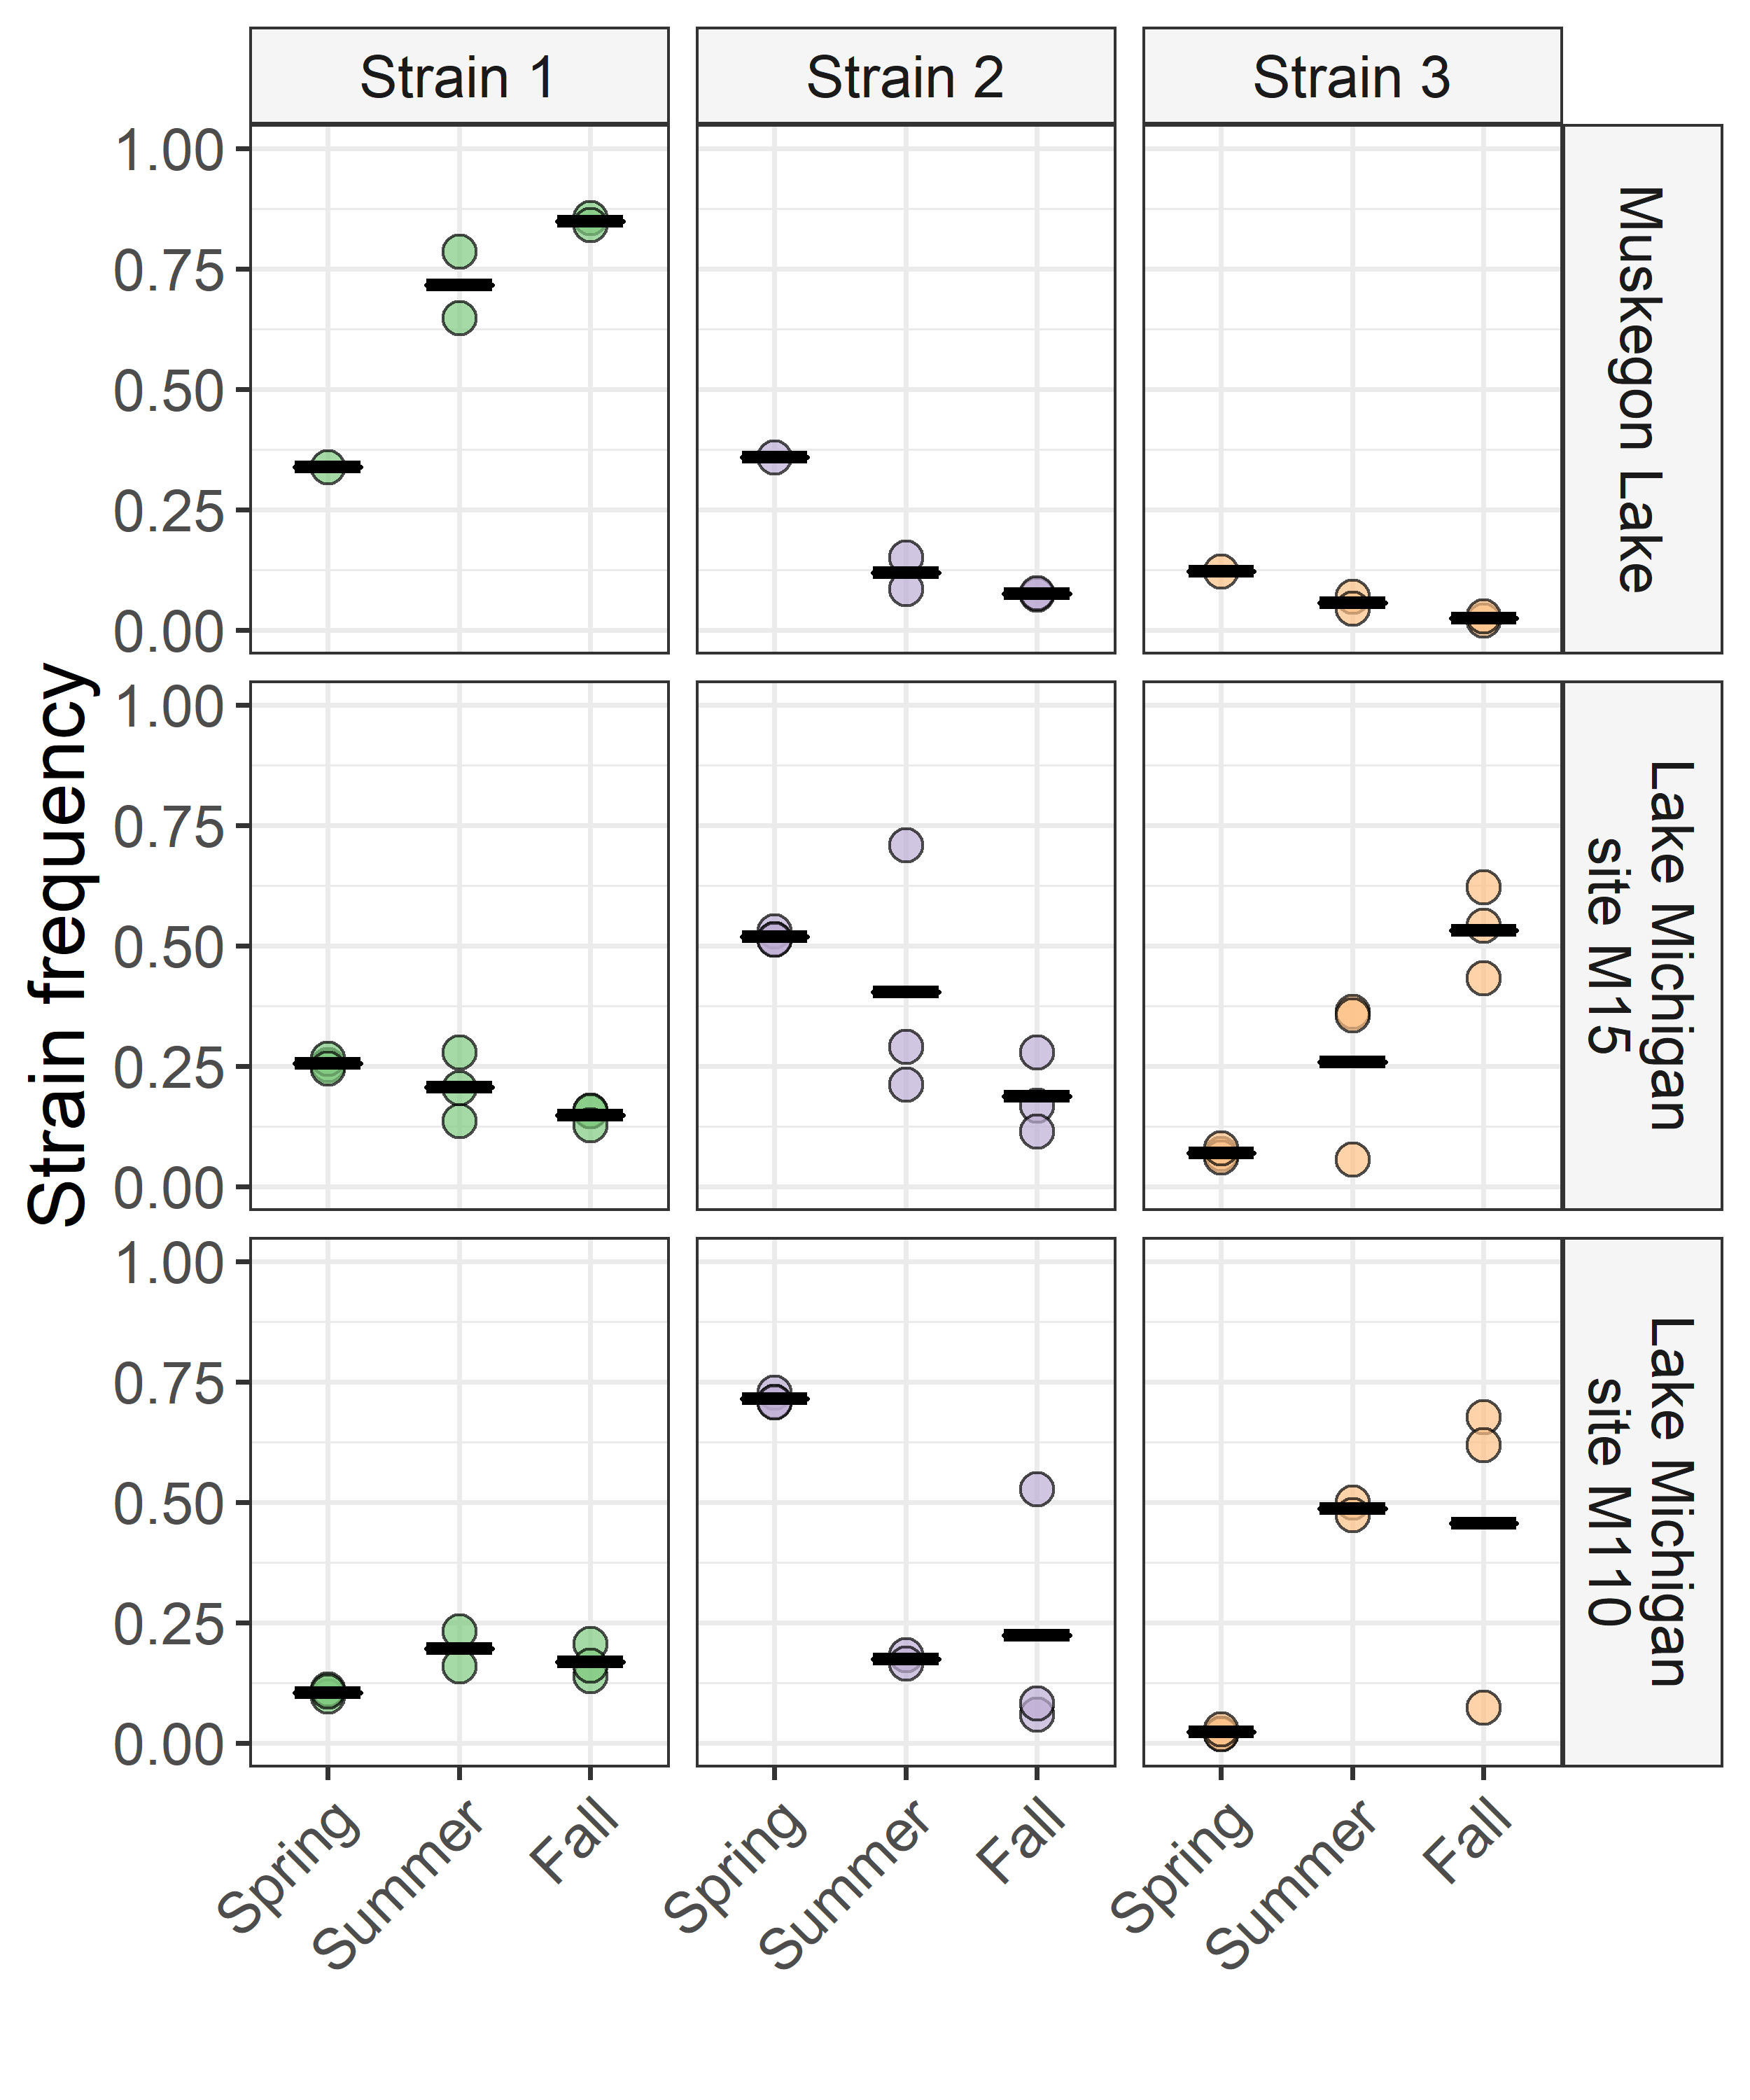 Strain 1
Strain 2
Strain 3
Strain frequency
1.00
0.75
0.50
0.25
0.00
Muskegon Lake
1.00
0.75
0.50
0.25
0.00
Lake Michigan
site M15
1.00
0.75
0.50
0.25
0.00
Lake Michigan
site M110
Spring
Summer
Fall
Spring
Summer
Fall
Spring
Summer
Fall